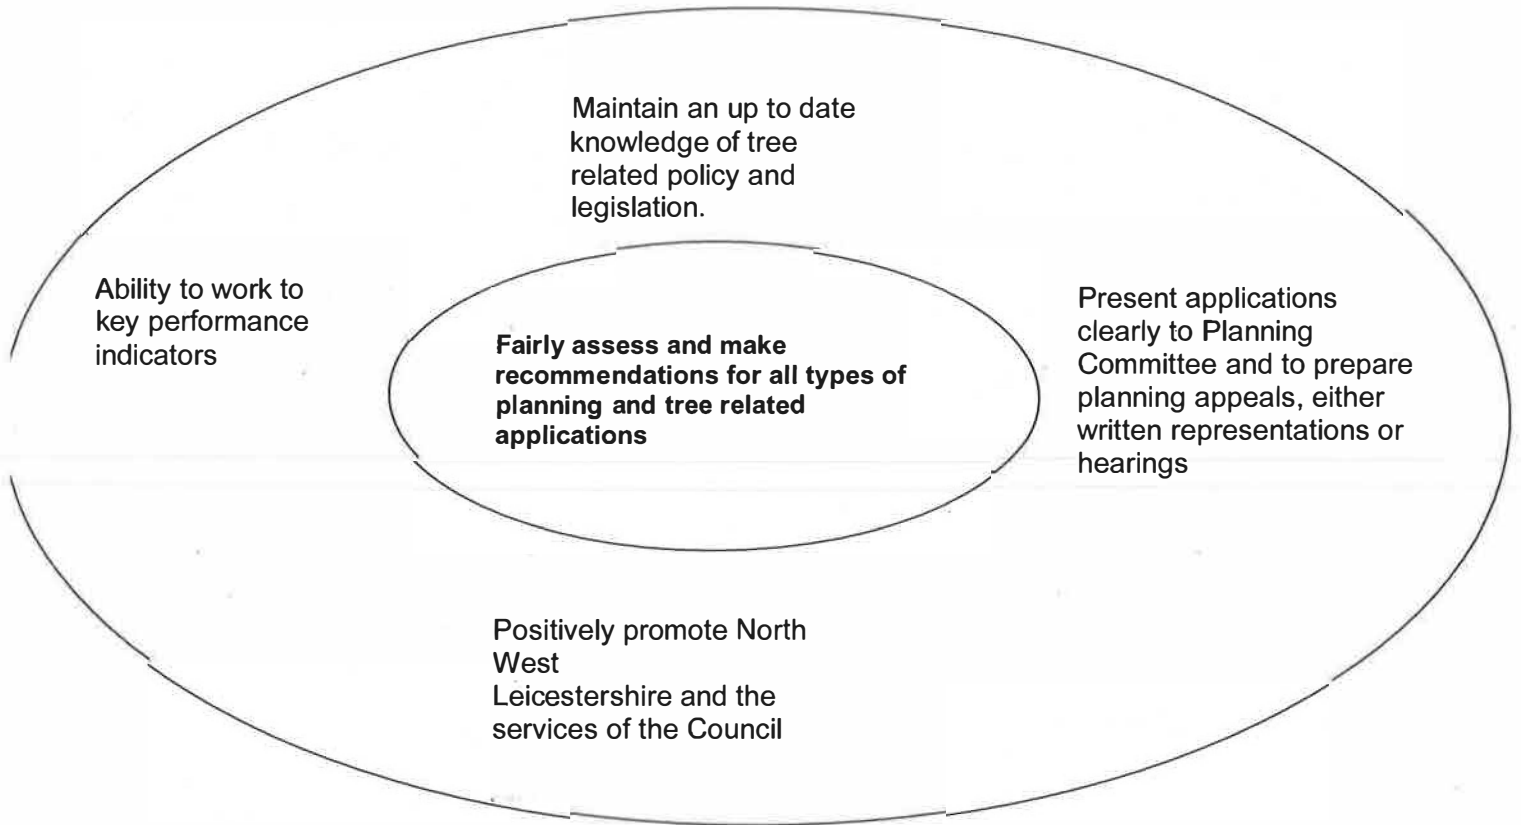 Maintain an up to date
knowledge of tree
related policy and
legislation.
Ability to work to
key performance
indicators
Fairly assess and make
recommendations for all types of
planning and tree related
applications
Present applications
clearly to Planning
Committee and to prepare
planning appeals, either
written representations or
hearings
Positively promote North
West
Leicestershire and the
services of the Council